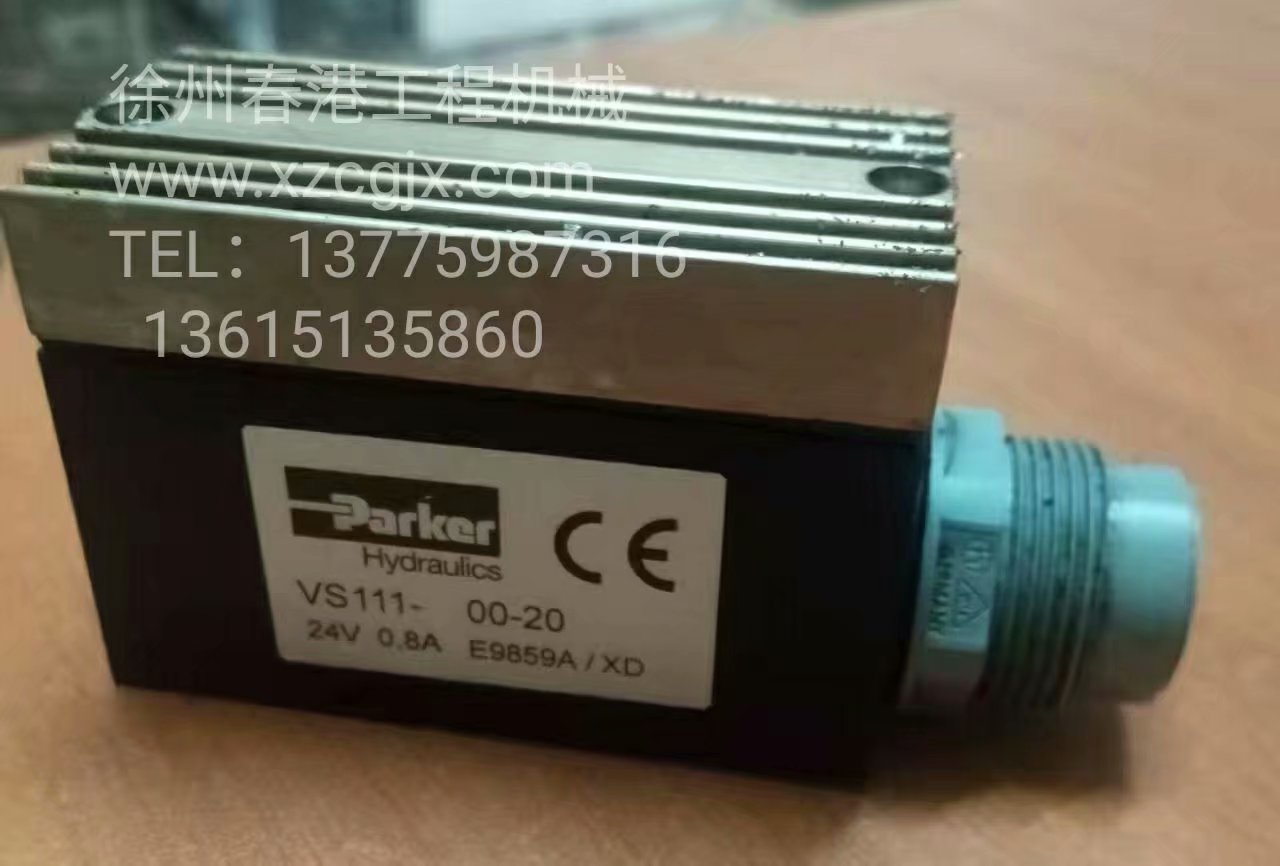 徐州春港工程机械
www.xzcgjx.com
TEL：13775987316
13615135860
Parker
Hydraulics
CE
VS111- 00-20
24V 0.8A E9859A / XD